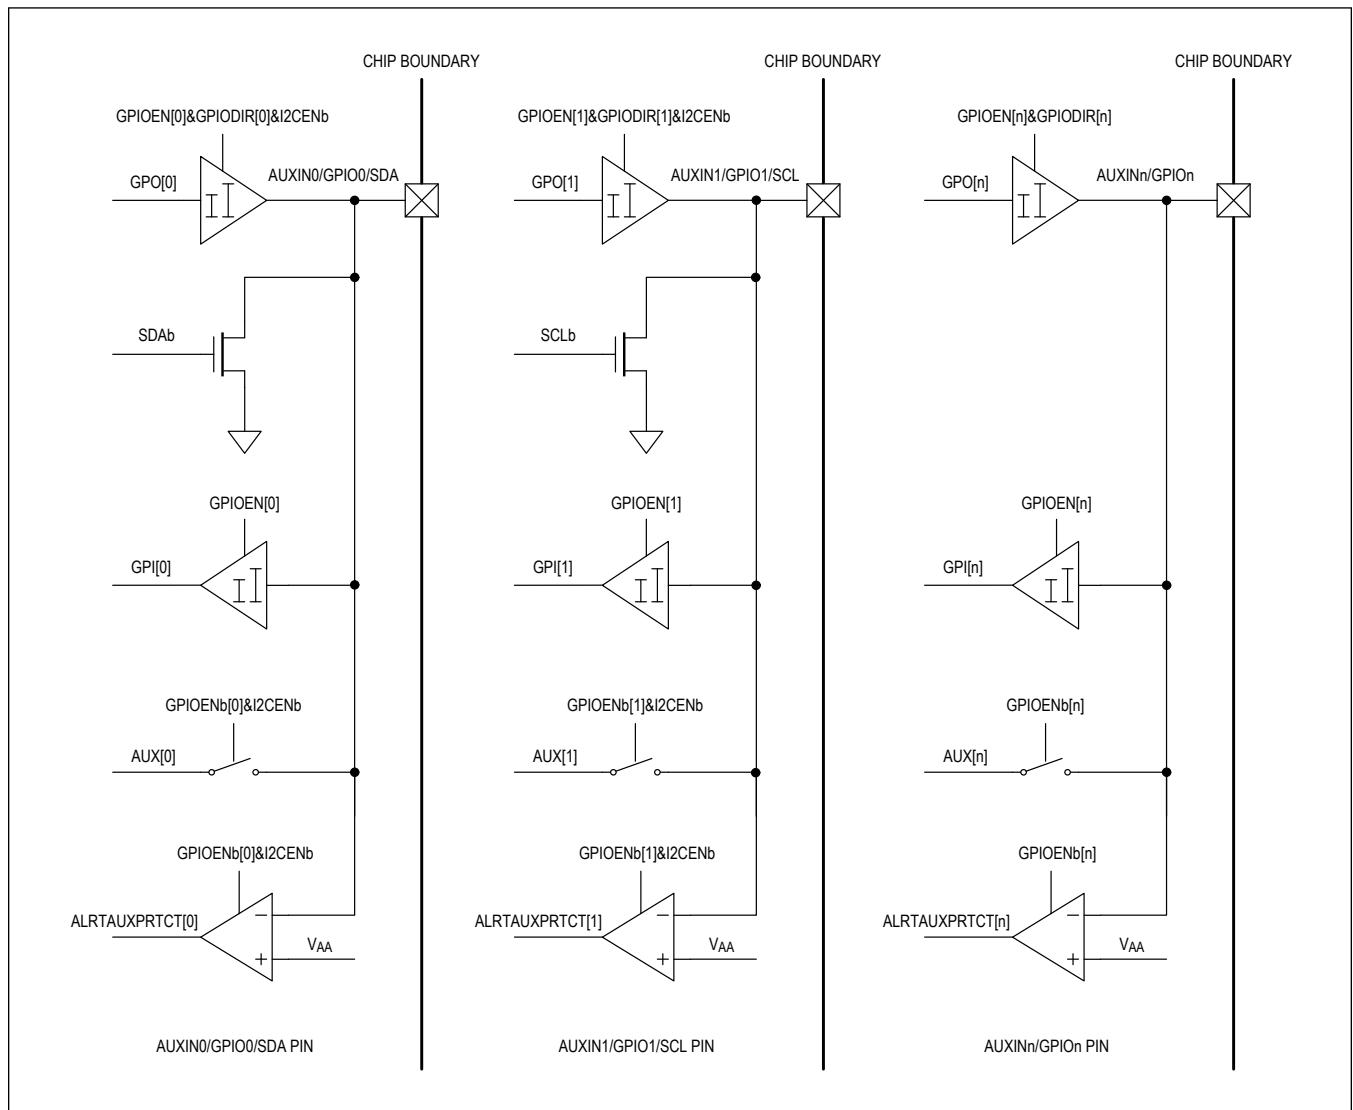 CHIP BOUNDARY
CHIP BOUNDARY
CHIP BOUNDARY
GPIOEN[0]&GPIODIR[0]&I2CENb
GPIOEN[1]&GPIODIR[1]&I2CENb
GPIOEN[n]&GPIODIR[n]
GPO[0]
AUXIN0/GPIO0/SDA
GPO[1]
AUXIN1/GPIO1/SCL
GPO[n]
AUXINn/GPIOn
SDAb
SCLb
GPIOEN[0]
GPIOEN[1]
GPIOEN[n]
GPI[0]
GPI[1]
GPI[n]
GPIOENb[0]&I2CENb
GPIOENb[1]&I2CENb
GPIOENb[n]
AUX[0]
AUX[1]
AUX[n]
GPIOENb[0]&I2CENb
GPIOENb[1]&I2CENb
GPIOENb[n]
ALRTAUXPRTCT[0]
−
+
VAA
ALRTAUXPRTCT[1]
−
+
VAA
ALRTAUXPRTCT[n]
−
+
VAA
AUXIN0/GPIO0/SDA PIN
AUXIN1/GPIO1/SCL PIN
AUXINn/GPIOn PIN